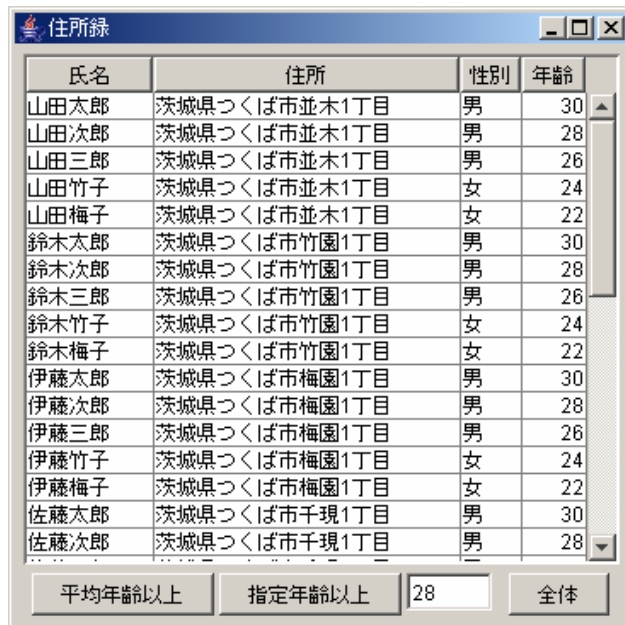 住所録
氏名 住所 性別 年齢
山田太郎 茨城県つくば市並木1丁目 男 30
山田次郎 茨城県つくば市並木1丁目 男 28
山田三郎 茨城県つくば市並木1丁目 男 26
山田竹子 茨城県つくば市並木1丁目 女 24
山田梅子 茨城県つくば市並木1丁目 女 22
鈴木太郎 茨城県つくば市竹園1丁目 男 30
鈴木次郎 茨城県つくば市竹園1丁目 男 28
鈴木三郎 茨城県つくば市竹園1丁目 男 26
鈴木竹子 茨城県つくば市竹園1丁目 女 24
鈴木梅子 茨城県つくば市竹園1丁目 女 22
伊藤太郎 茨城県つくば市梅園1丁目 男 30
伊藤次郎 茨城県つくば市梅園1丁目 男 28
伊藤三郎 茨城県つくば市梅園1丁目 男 26
伊藤竹子 茨城県つくば市梅園1丁目 女 24
伊藤梅子 茨城県つくば市梅園1丁目 女 22
佐藤太郎 茨城県つくば市千現1丁目 男 30
佐藤次郎 茨城県つくば市千現1丁目 男 28
平均年齢以上 指定年齢以上 28 全体